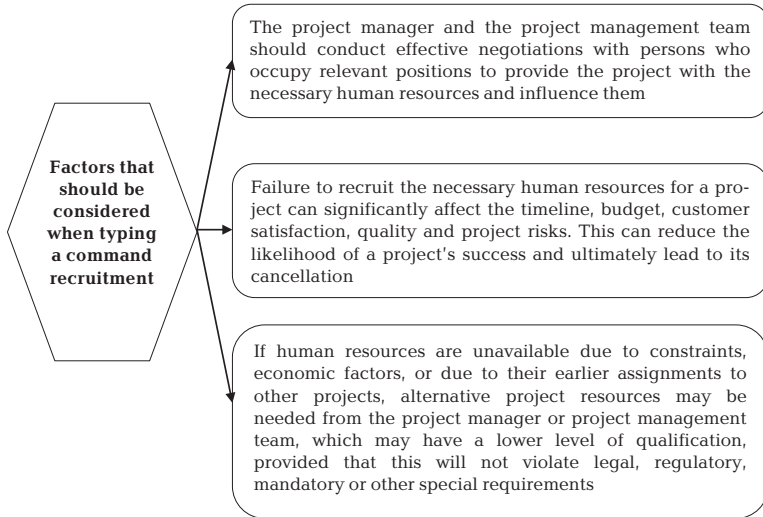 The project manager and the project management team
should conduct effective negotiations with persons who
occupy relevant positions to provide the project with the
necessary human resources and influence them
Factors that
should be
considered
when typing
a command
recruitment
Failure to recruit the necessary human resources for a pro-
ject can significantly affect the timeline, budget, customer
satisfaction, quality and project risks. This can reduce the
likelihood of a project's success and ultimately lead to its
cancellation
If human resources are unavailable due to constraints,
economic factors, or due to their earlier assignments to
other projects, alternative project resources may be
needed from the project manager or project management
team, which may have a lower level of qualification,
provided that this will not violate legal, regulatory,
mandatory or other special requirements